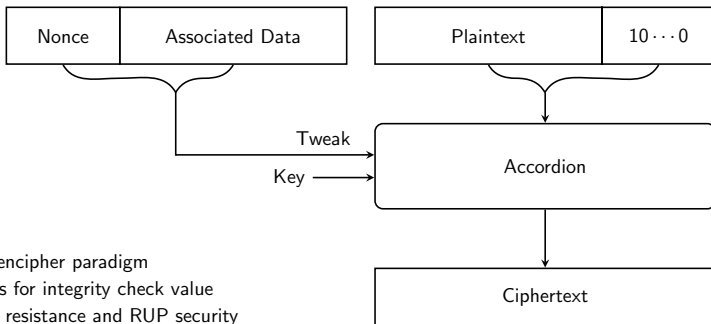 Nonce Associated Data Plaintext 10···0
Tweak
Accordion
Key
encipher paradigm
s for integrity check value
resistance and RUP security
Ciphertext